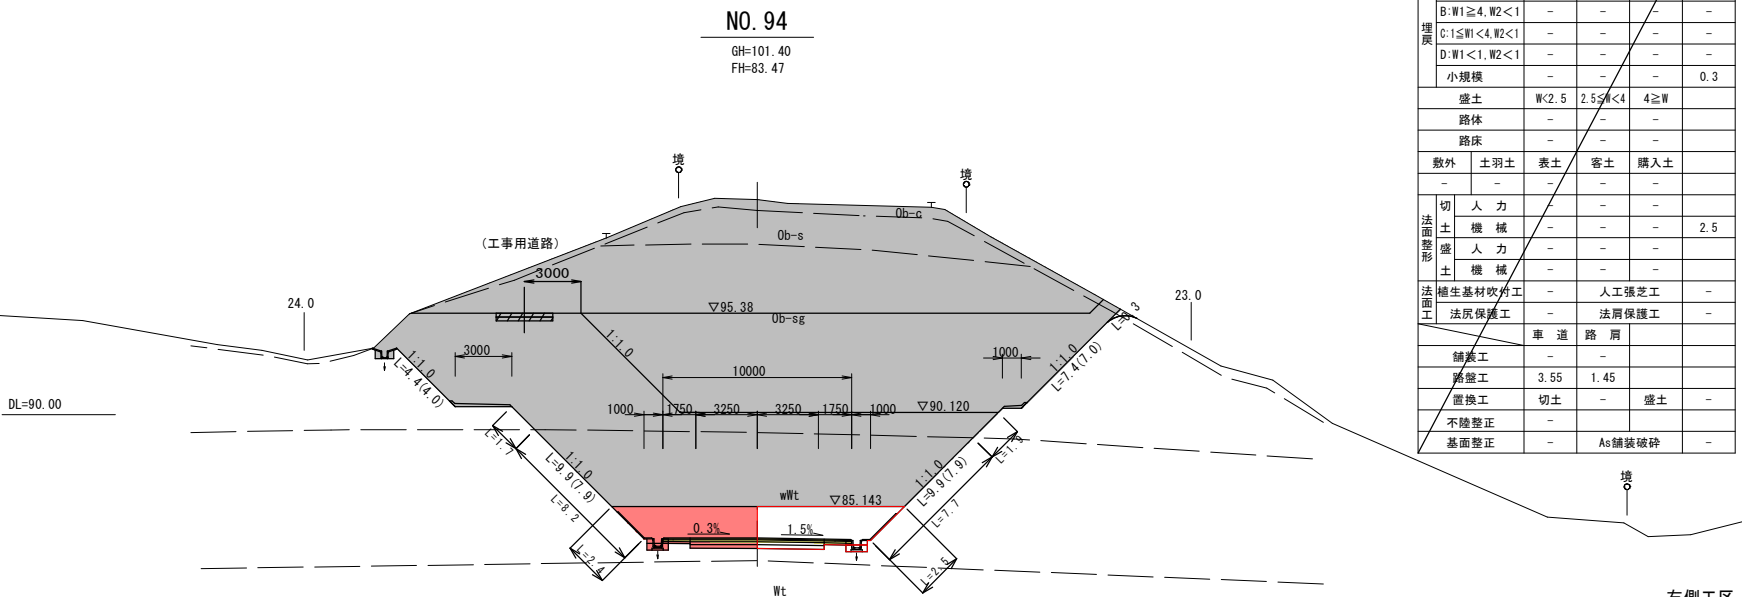 NO. 94
GH=101.40
FH=83.47
境
境
Ob-c
Ob-s
(工事用道路)
3000
24.0
▽95.38
Ob-sg
23.0
1:1.0
L=4.4(4.0)
3000
1:1.0
1000
1:1.0
L=7.4(7.0)
10000
DL=90.00
1000
1750
3250
3250
1750
1000
▽90.120
L=1.7
1:1.0
L=9.9(7.9)
L=8.2
1:1.0
L=9.9(7.9)
L=1.9
L=7.7
wWt
▽85.143
0.3%
1.5%
L=2.4
L=2.5
Wt
境
埋戻
B:W1≧4,W2<1 - - - -
C:1≦W1<4,W2<1 - - - -
D:W1<1,W2<1 - - - -
小規模 - - - 0.3
盛土 W<2.5 2.5≦W<4 4≧W
路体 - - -
路床 - - -
敷外 土羽土 表土 客土 購入土
- - - - -
法面整形
切土 人力 - - -
機械 - - - 2.5
盛土 人力 - - -
機械 - - -
法面工
植生基材吹付工 - 人工張芝工 -
法尻保護工 - 法肩保護工 -
車道 路肩
舗装工 - -
路盤工 3.55 1.45
置換工 切土 - 盛土 -
不陸整正 -
基面整正 - As舗装破砕 -